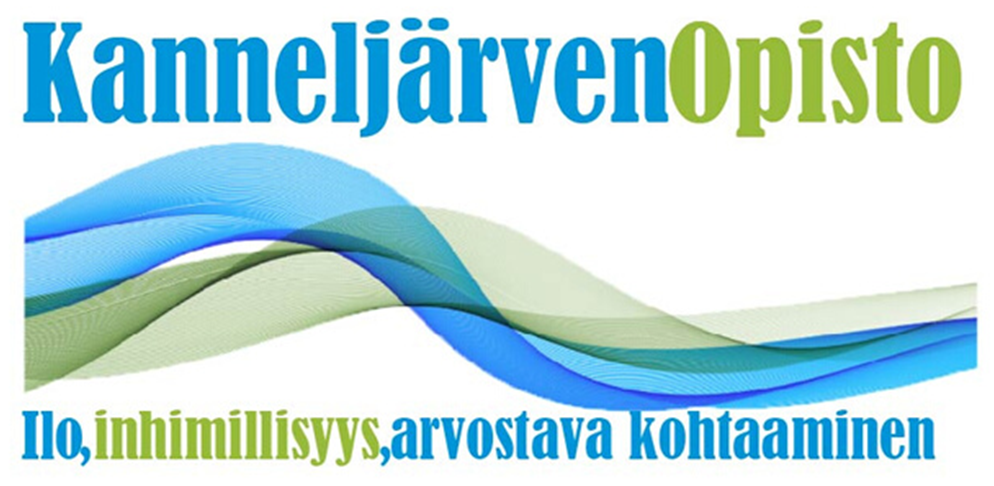 KanneljärvenOpisto
Ilo,inhimillisyys,arvostava kohtaaminen